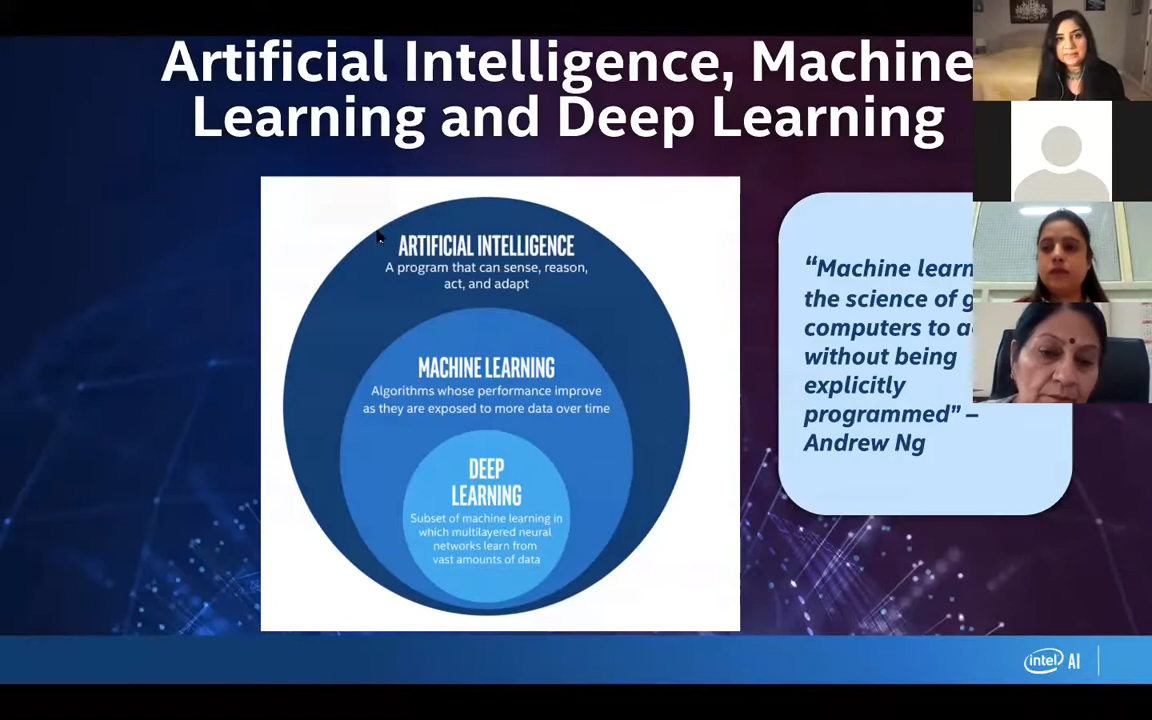 Artificial Intelligence, Machine
Learning and Deep Learning
ARTIFICIAL INTELLIGENCE
A program that can sense, reason,
act, and adapt
MACHINE LEARNING
Algorithms whose performance improve
as they are exposed to more data over time
DEEP
LEARNING
Subset of machine learning in
which multilayered neural
networks learn from
vast amounts of data
“Machine learn
the science of g
computers to a
without being
explicitly
programmed” –
Andrew Ng
intel AI